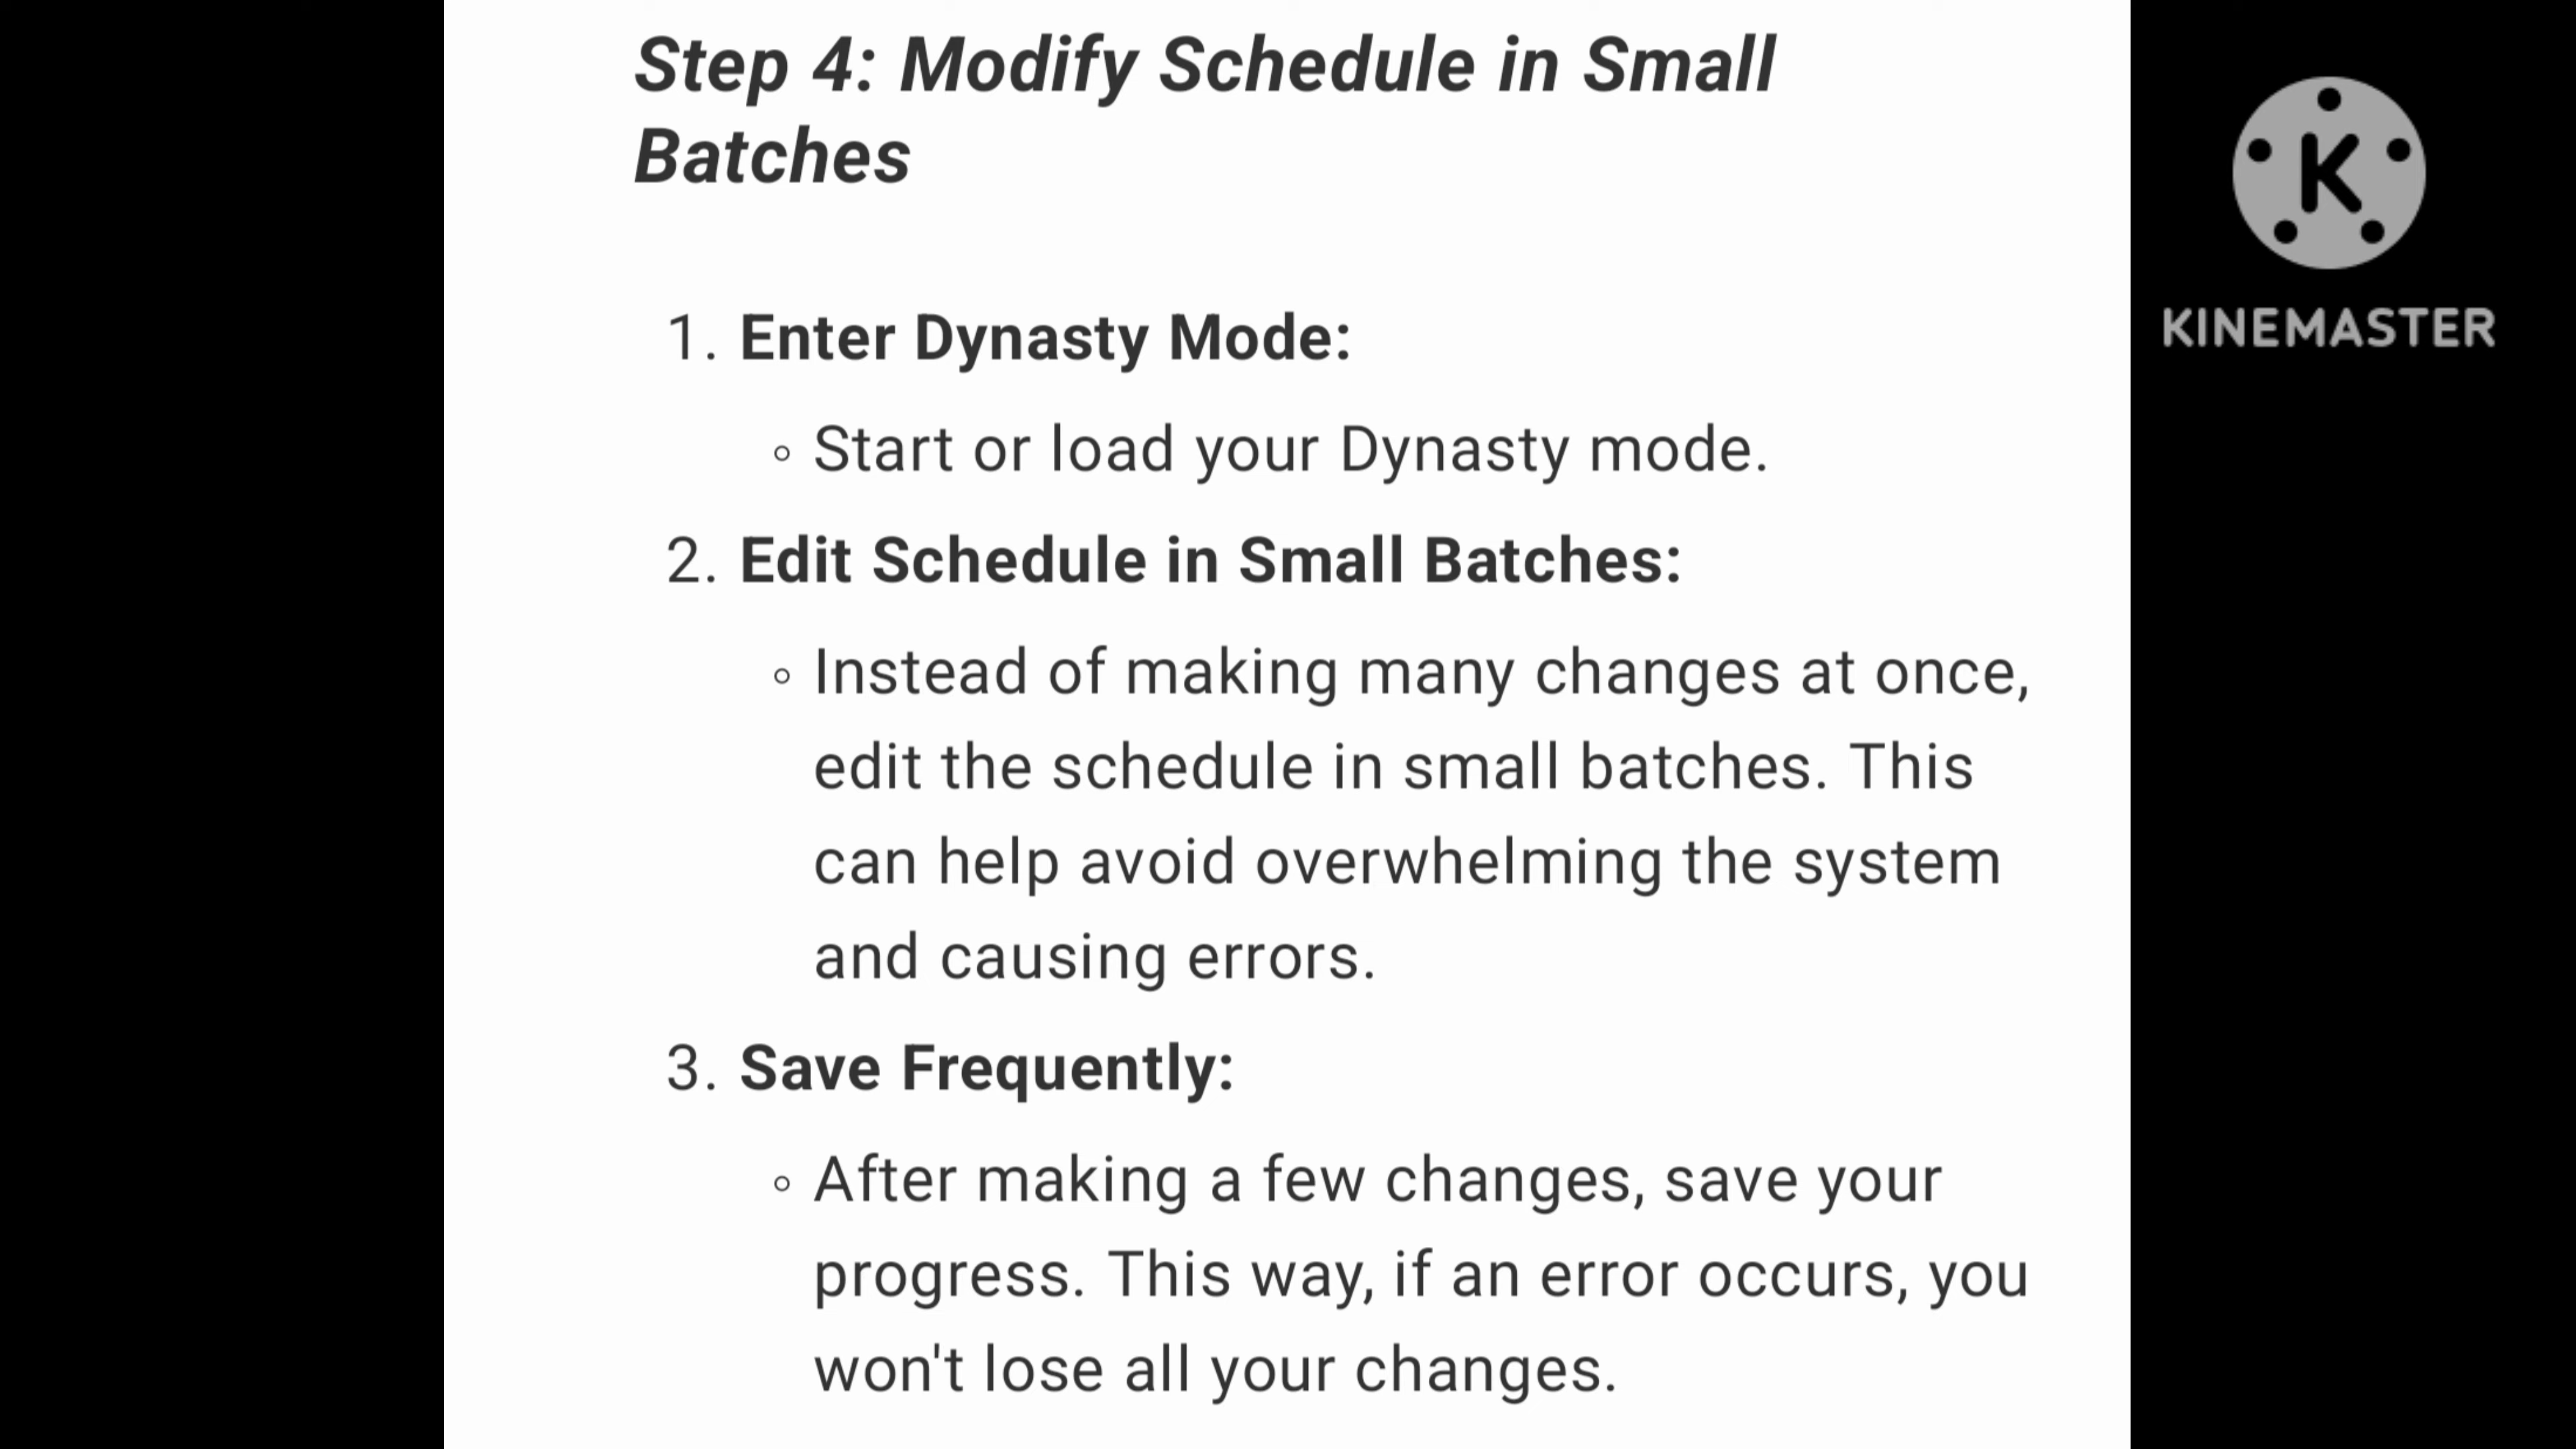 Step 4: Modify Schedule in Small
Batches
1. Enter Dynasty Mode:
◦ Start or load your Dynasty mode.
2. Edit Schedule in Small Batches:
◦ Instead of making many changes at once,
edit the schedule in small batches. This
can help avoid overwhelming the system
and causing errors.
3. Save Frequently:
◦ After making a few changes, save your
progress. This way, if an error occurs, you
won't lose all your changes.
K
KINEMASTER